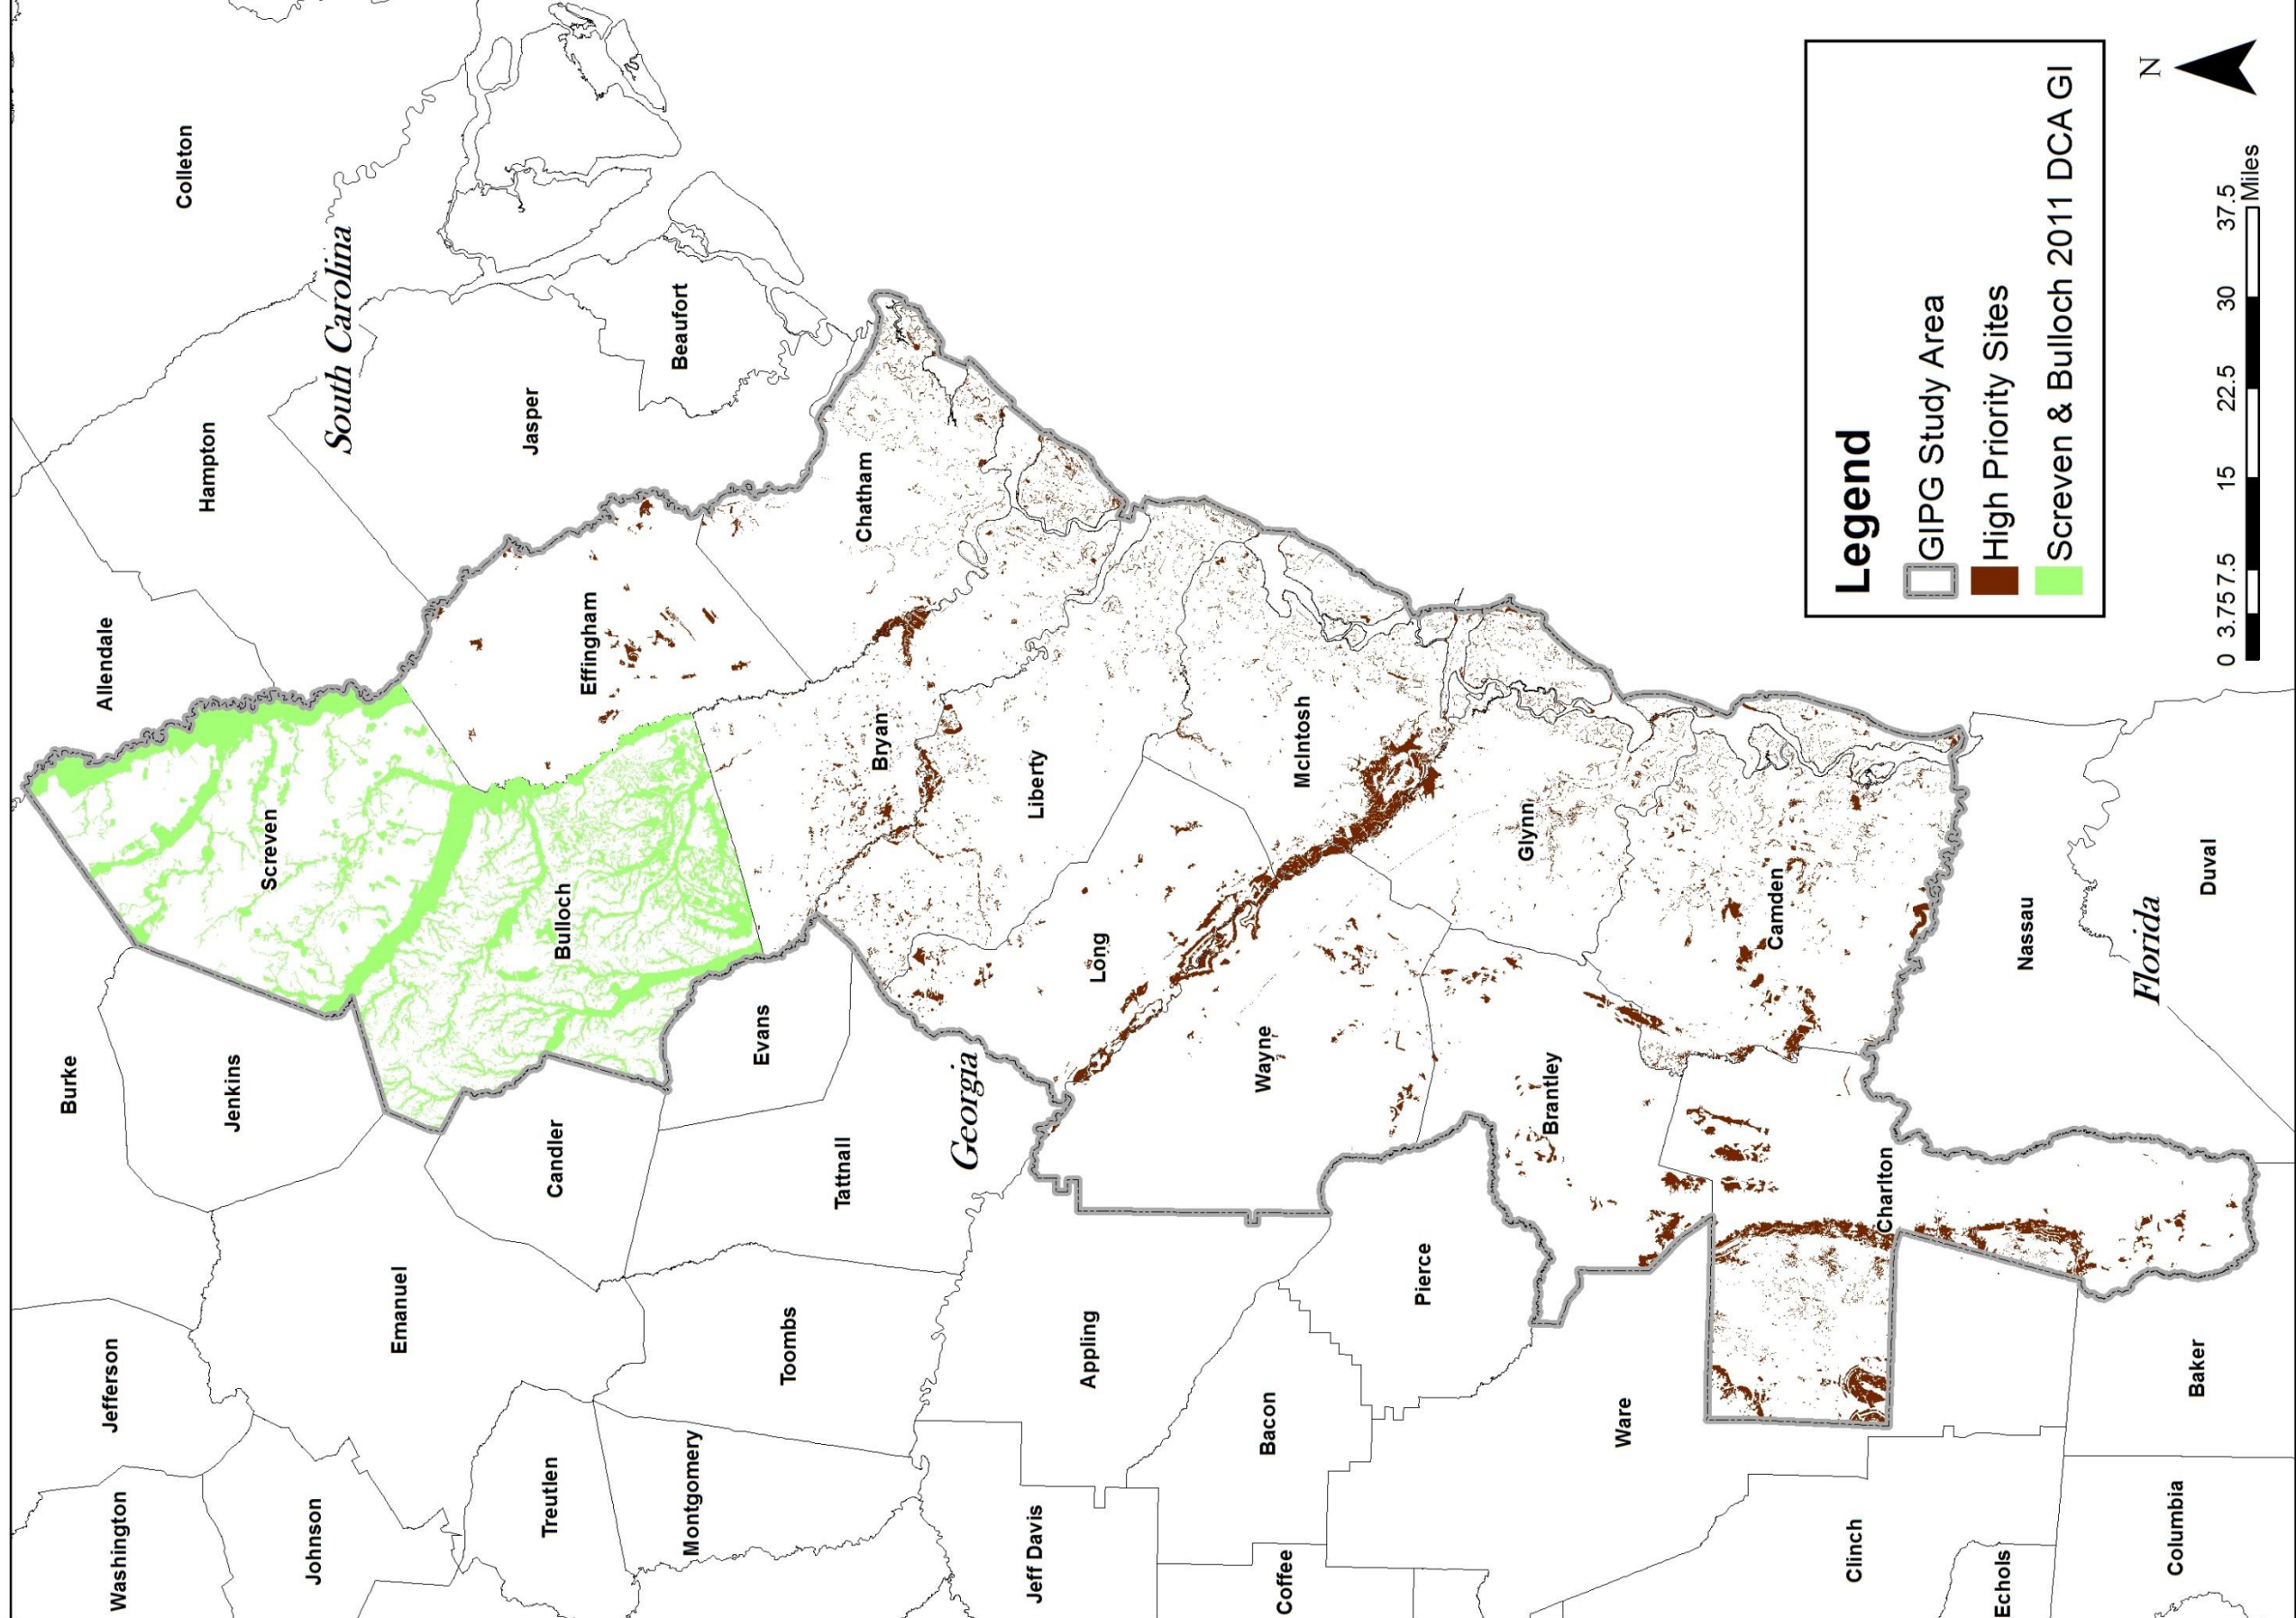 Colleton
South Carolina
Hampton
Allendale
Jasper
Beaufort
Burke
Jenkins
Screven
Effingham
Chatham
Jefferson
Washington
Johnson
Emanuel
Candler
Bulloch
Evans
Bryan
Treutlen
Montgomery
Toombs
Tattnall
Georgia
Long
Liberty
McIntosh
Jeff Davis
Appling
Wayne
Glynn
Coffee
Bacon
Pierce
Brantley
Camden
Ware
Charlton
Nassau
Clinch
Echols
Florida
Duval
Columbia
Baker
Legend
GIPG Study Area
High Priority Sites
Screven & Bulloch 2011 DCA GI
N
0 3.75 7.5 15 22.5 30 37.5
Miles